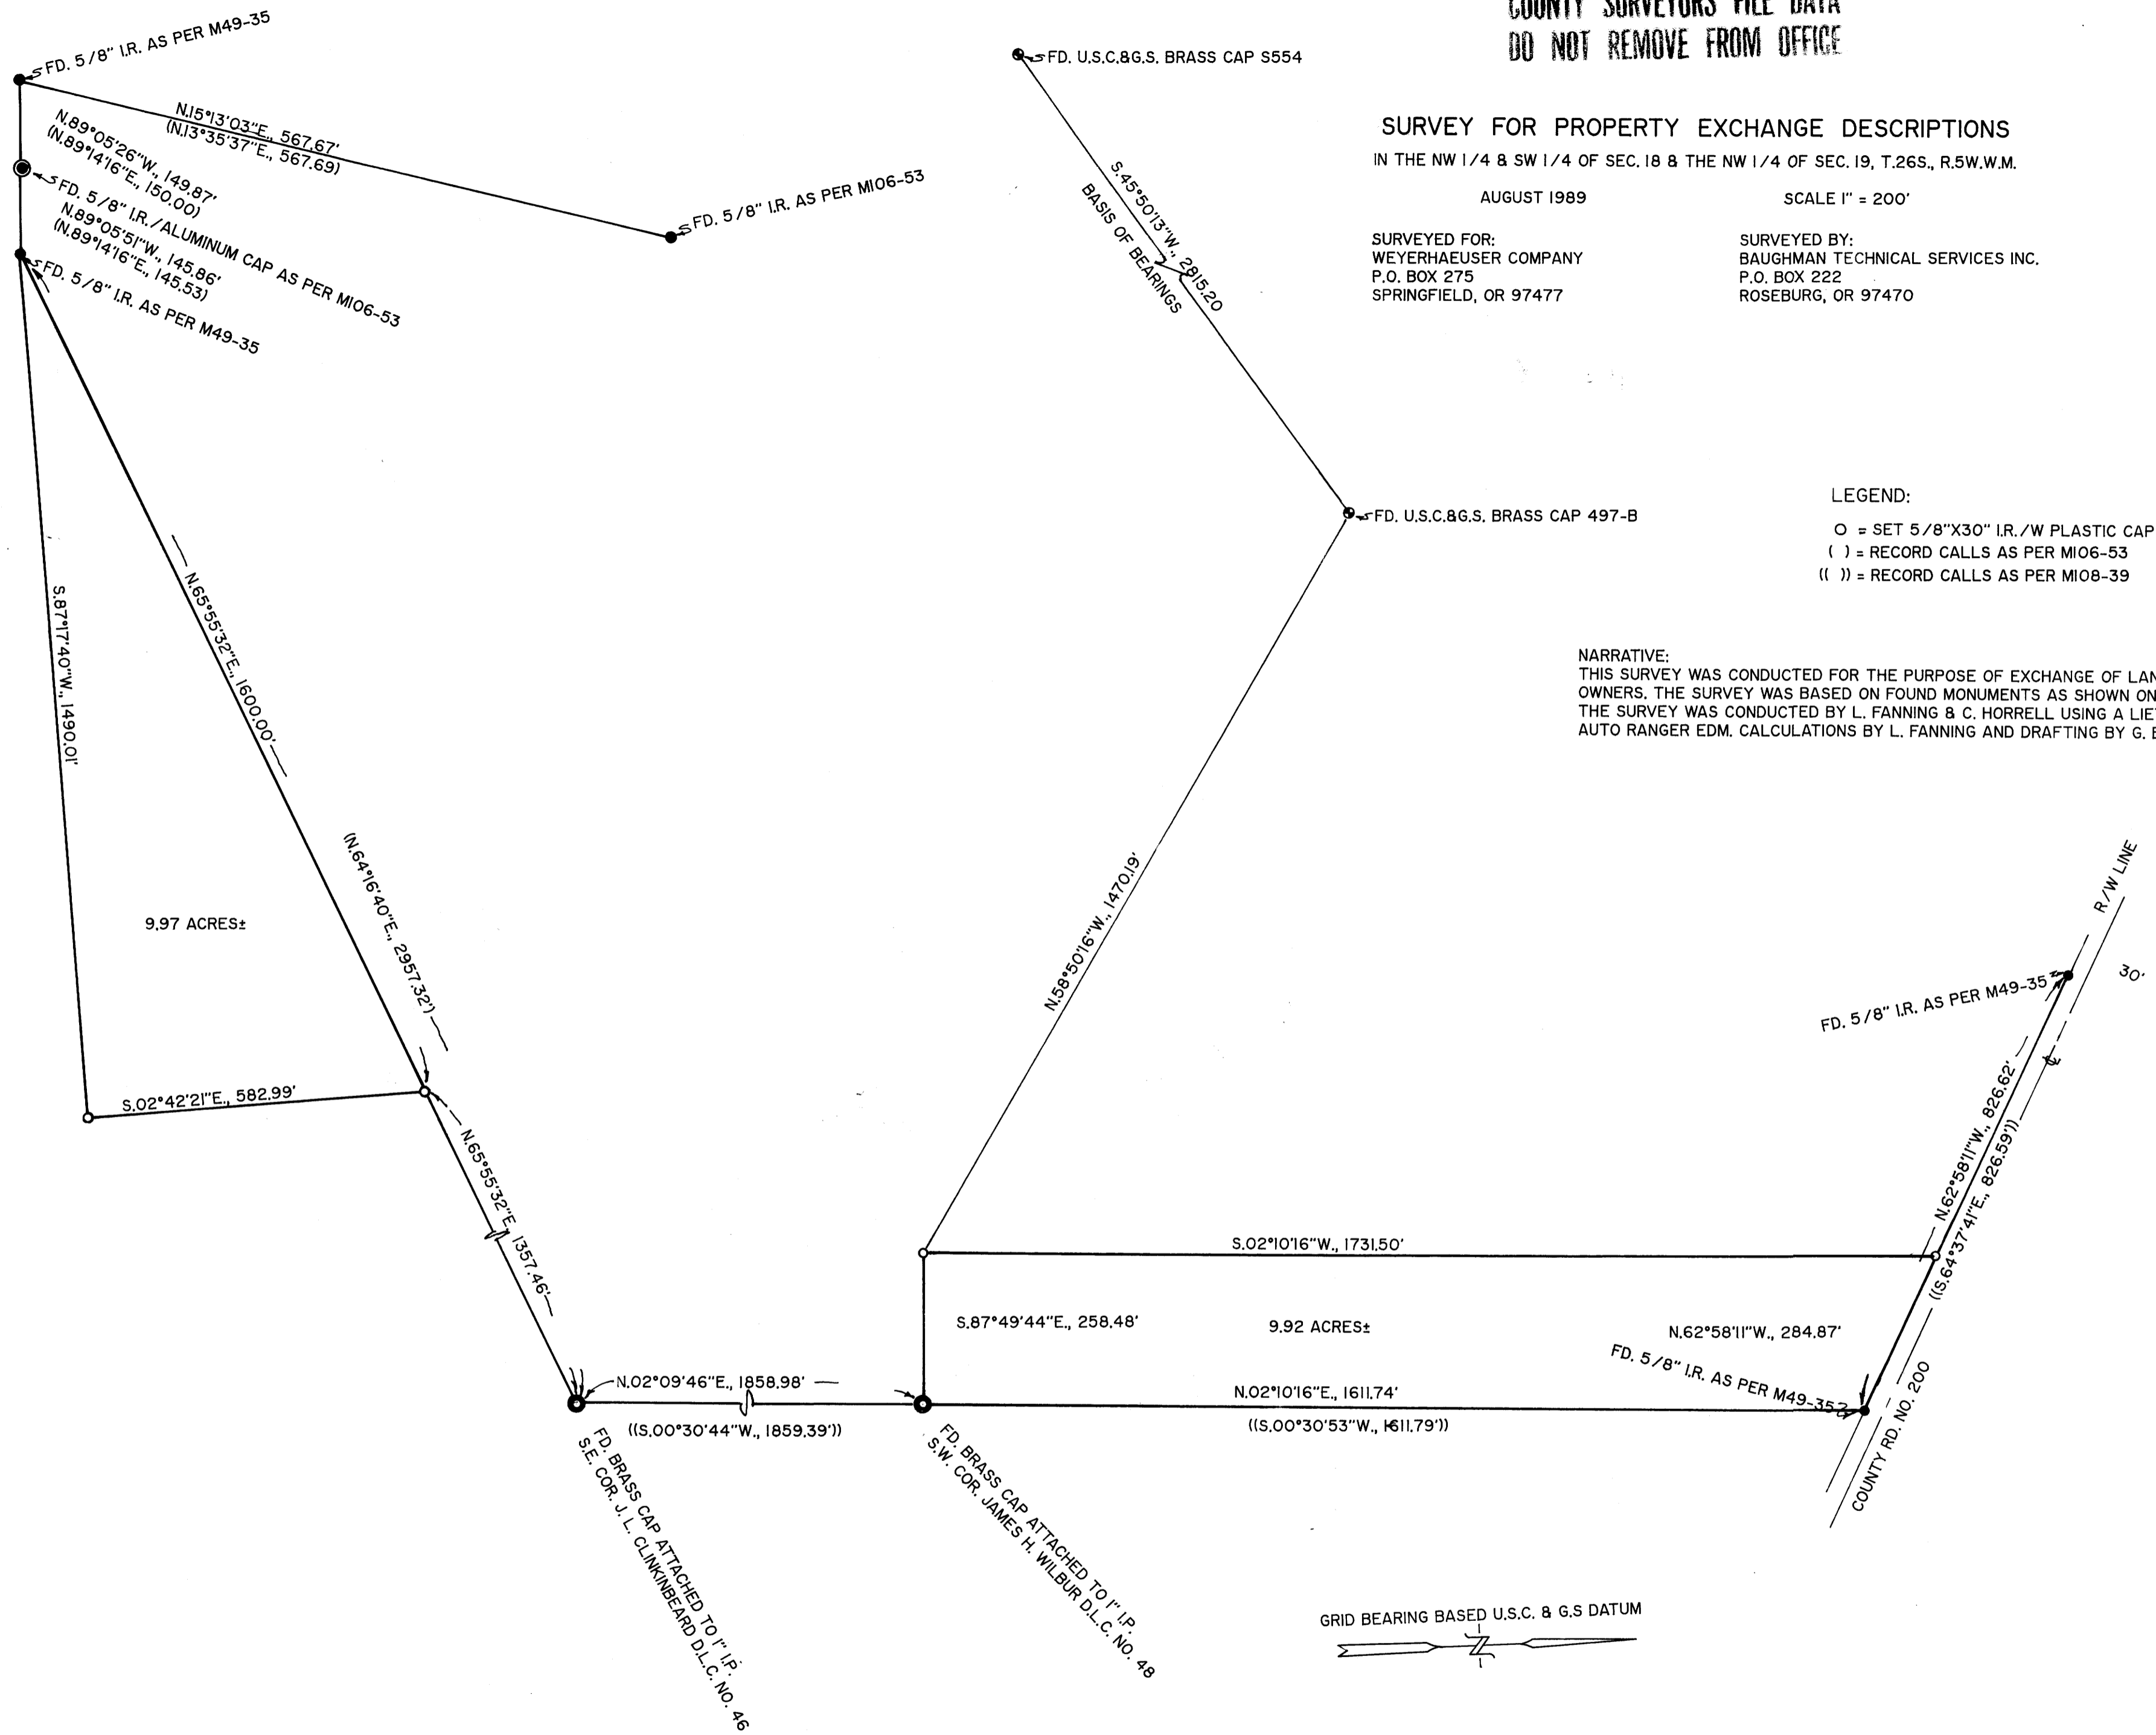 COUNTY SURVEYORS FILE DATA
DO NOT REMOVE FROM OFFICE
SURVEY FOR PROPERTY EXCHANGE DESCRIPTIONS
IN THE NW 1/4 & SW 1/4 OF SEC. 18 & THE NW 1/4 OF SEC. 19, T.26S., R.5W.W.M.
AUGUST 1989
SCALE 1" = 200'
SURVEYED FOR:
WEYERHAEUSER COMPANY
P.O. BOX 275
SPRINGFIELD, OR 97477
SURVEYED BY:
BAUGHMAN TECHNICAL SERVICES INC.
P.O. BOX 222
ROSEBURG, OR 97470
FD. 5/8" I.R. AS PER M49-35
N.15°13'03"E., 567.67'
(N.13°35'37"E., 567.69)
N.89°05'26"W., 149.87'
(N.89°14'16"E., 150.00)
FD. 5/8" I.R./ALUMINUM CAP AS PER M106-53
N.89°05'51"W., 145.86'
(N.89°14'16"E., 145.53)
FD. 5/8" I.R. AS PER M49-35
FD. 5/8" I.R. AS PER M106-53
FD. U.S.C.&G.S. BRASS CAP S554
S.45°50'13"W., 2815.20
BASIS OF BEARINGS
FD. U.S.C.&G.S. BRASS CAP 497-B
LEGEND:
O = SET 5/8"X30" I.R./W PLASTIC CAP
( ) = RECORD CALLS AS PER M106-53
(( )) = RECORD CALLS AS PER M108-39
NARRATIVE:
THIS SURVEY WAS CONDUCTED FOR THE PURPOSE OF EXCHANGE OF LAN
OWNERS. THE SURVEY WAS BASED ON FOUND MONUMENTS AS SHOWN ON
THE SURVEY WAS CONDUCTED BY L. FANNING & C. HORRELL USING A LIE
AUTO RANGER EDM. CALCULATIONS BY L. FANNING AND DRAFTING BY G.
S.87°17'40"W., 1490.01'
N.65°55'32"E., 1600.00'
(N.64°16'40"E., 2957.32')
9.97 ACRES±
S.02°42'21"E., 582.99'
N.65°55'32"E., 1357.46'
N.58°50'16"W., 1470.19'
R/W LINE
30'
FD. 5/8" I.R. AS PER M49-35
N.62°58'11"W., 826.62'
((S.64°37'41"E., 826.59'))
S.02°10'16"W., 1731.50'
S.87°49'44"E., 258.48'
9.92 ACRES±
N.62°58'11"W., 284.87'
FD. 5/8" I.R. AS PER M49-35
N.02°09'46"E., 1858.98'
((S.00°30'44"W., 1859.39'))
N.02°10'16"E., 1611.74'
((S.00°30'53"W., 1611.79'))
COUNTY RD. NO. 200
FD. BRASS CAP ATTACHED TO 1" I.P.
S.E. COR. J. L. CLINKINBEARD D.L.C. NO. 46
FD. BRASS CAP ATTACHED TO 1" I.P.
S.W. COR. JAMES H. WILBUR D.L.C. NO. 48
GRID BEARING BASED U.S.C. & G.S DATUM
N